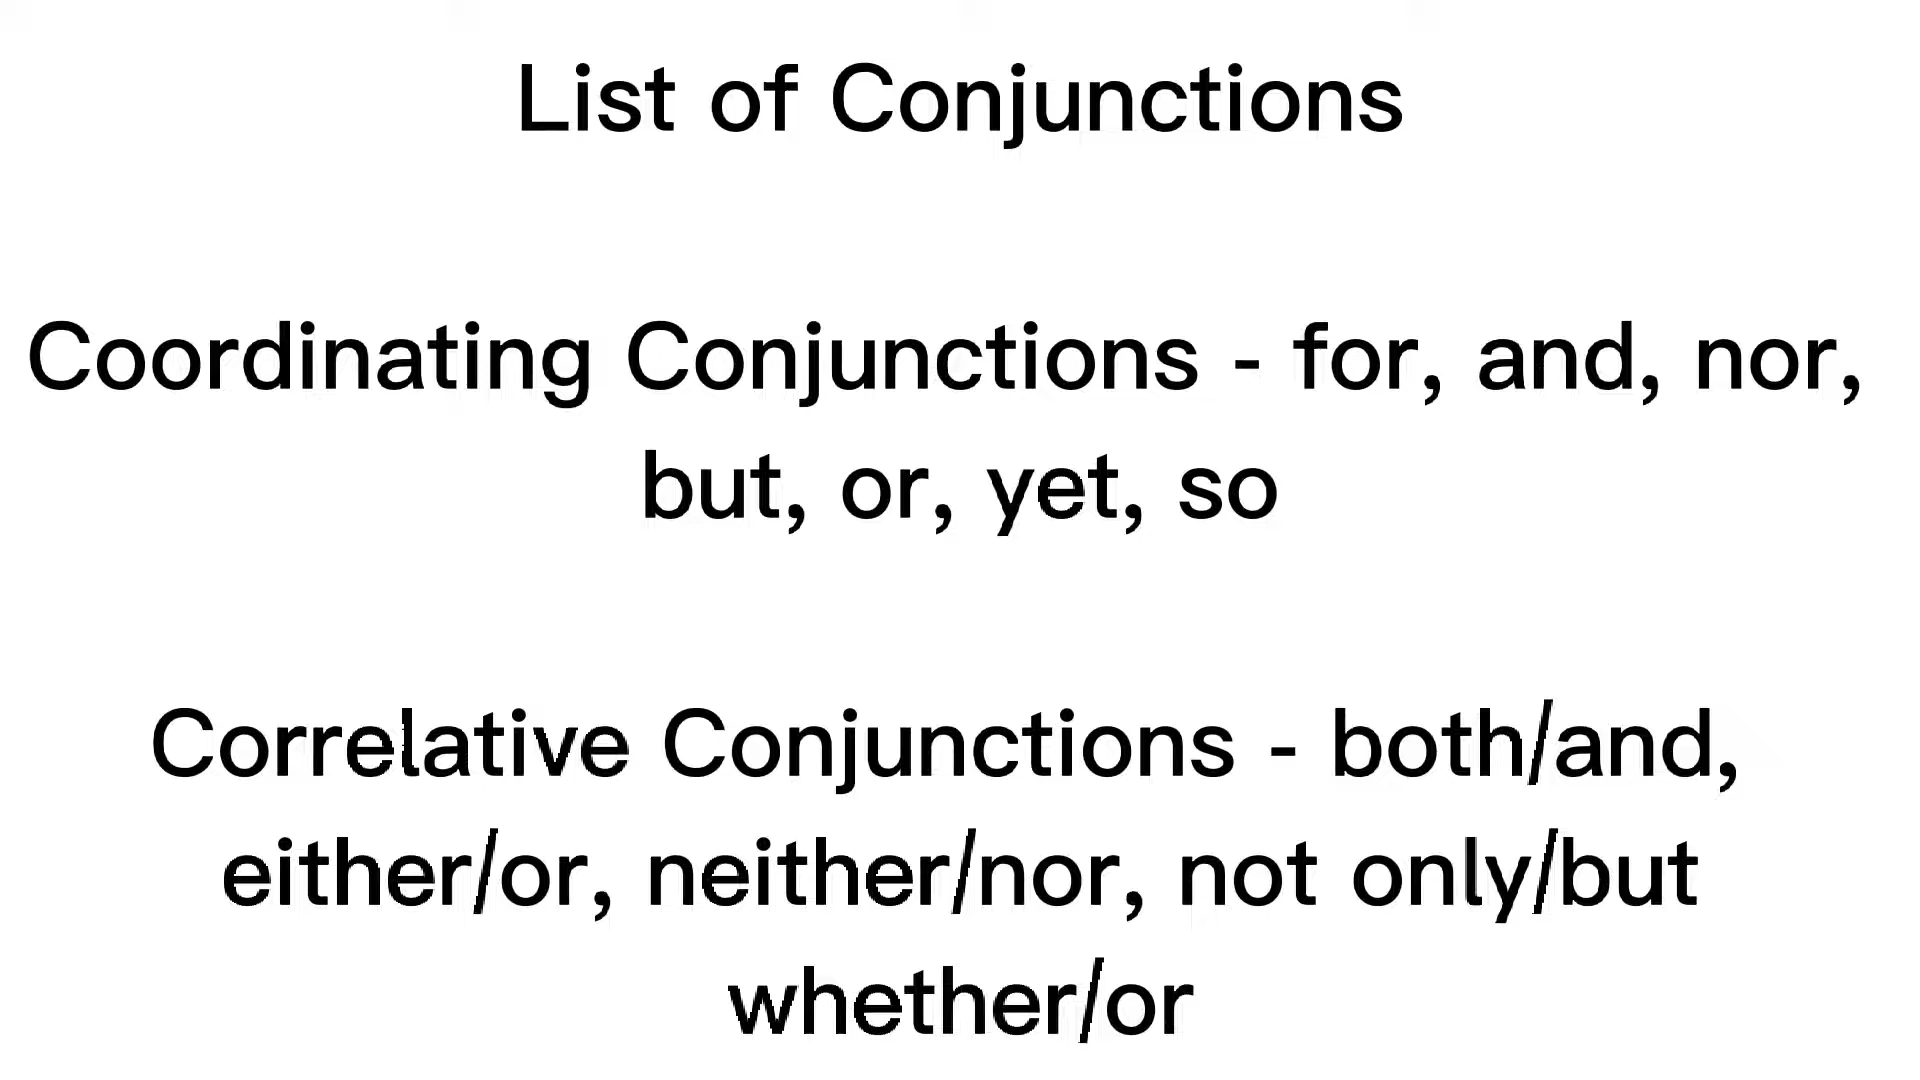 List of Conjunctions
Coordinating Conjunctions - for, and, nor,
but, or, yet, so
Correlative Conjunctions - both/and,
either/or, neither/nor, not only/but
whether/or